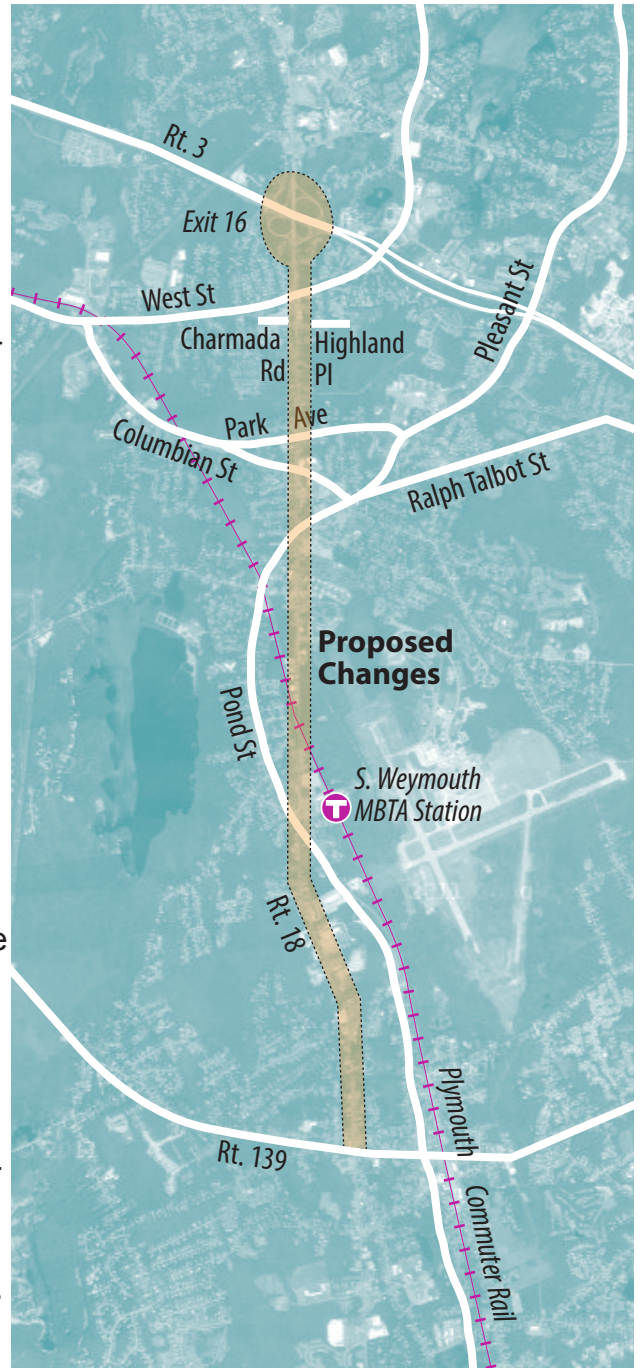 Rt. 3
Exit 16
West St
Pleasant St
Charmada
Rd
Highland
Pl
Park Ave
Columbian St
Ralph Talbot St
Proposed
Changes
Pond St
S. Weymouth
MBTA Station
T
Rt. 18
e
Plymouth Commuter Rail
Rt. 139